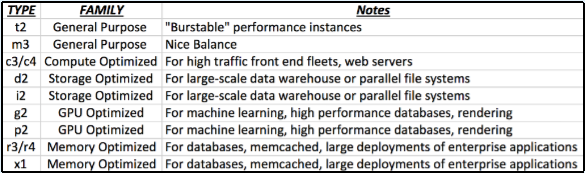 TYPE FAMILY Notes
t2 General Purpose "Burstable" performance instances
m3 General Purpose Nice Balance
c3/c4 Compute Optimized For high traffic front end fleets, web servers
d2 Storage Optimized For large-scale data warehouse or parallel file systems
i2 Storage Optimized For large-scale data warehouse or parallel file systems
g2 GPU Optimized For machine learning, high performance databases, rendering
p2 GPU Optimized For machine learning, high performance databases, rendering
r3/r4 Memory Optimized For databases, memcached, large deployments of enterprise applications
x1 Memory Optimized For databases, memcached, large deployments of enterprise applications